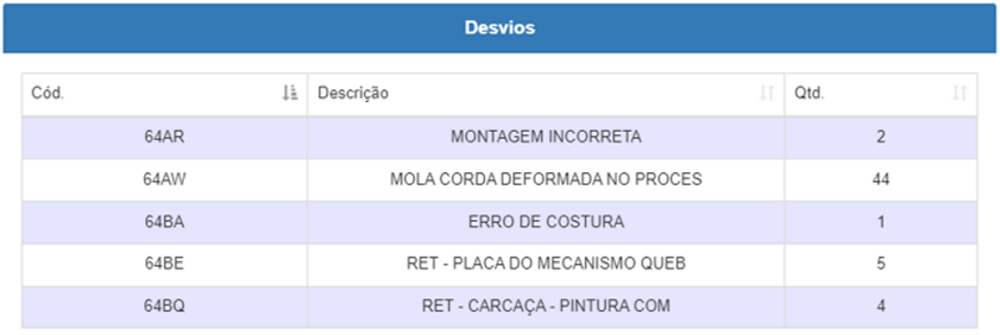 Desvios
Cód. Descrição Qtd.
64AR MONTAGEM INCORRETA 2
64AW MOLA CORDA DEFORMADA NO PROCES 44
64BA ERRO DE COSTURA 1
64BE RET - PLACA DO MECANISMO QUEB 5
64BQ RET - CARCAÇA - PINTURA COM 4